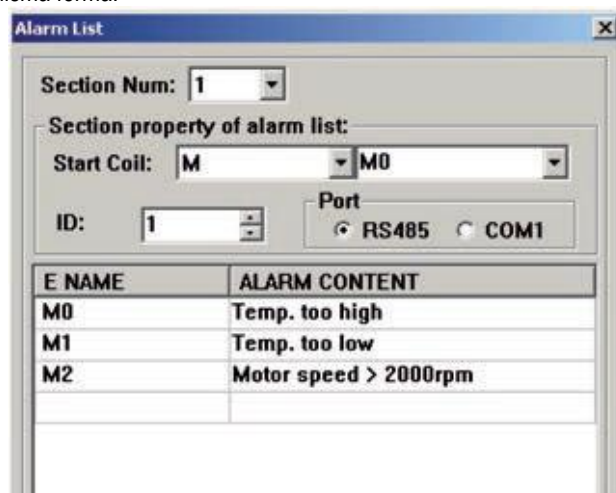 Alarm List
Section Num: 1
Section property of alarm list:
Start Coil: M M0
ID: 1
Port
RS485 COM1
E NAME ALARM CONTENT
M0 Temp. too high
M1 Temp. too low
M2 Motor speed > 2000rpm